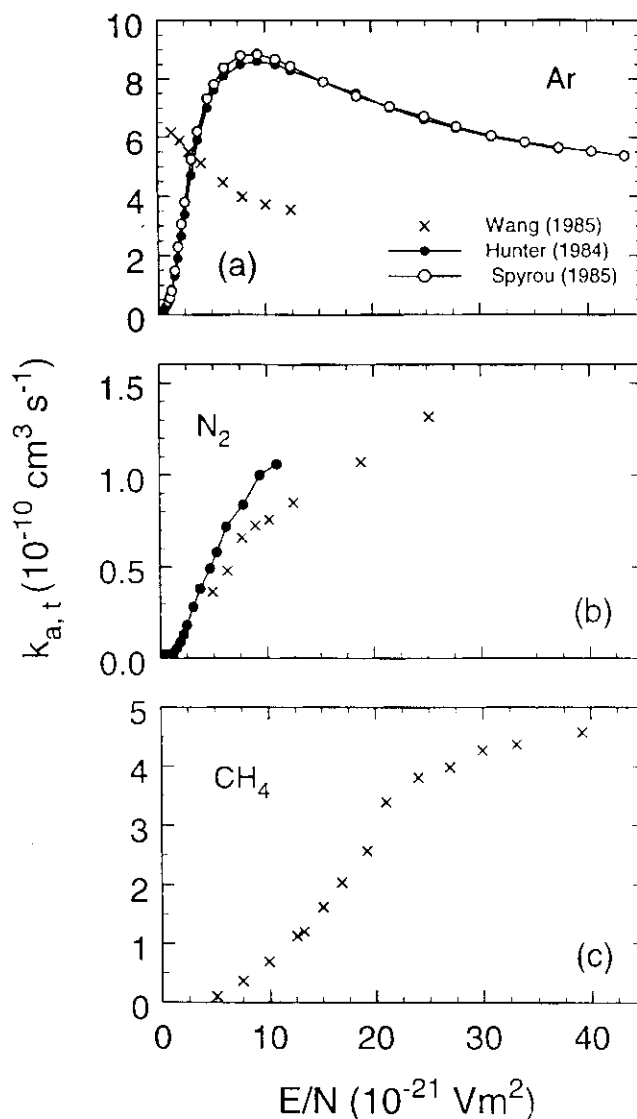 10
8
6
4
2
0
Ar
× Wang (1985)
Hunter (1984)
Spyrou (1985)
(a)
1.5
1.0
0.5
0.0
N2
(b)
k_a,t (10^-10 cm^3 s^-1)
5
4
3
2
1
0
CH4
(c)
0 10 20 30 40
E/N (10^-21 Vm^2)